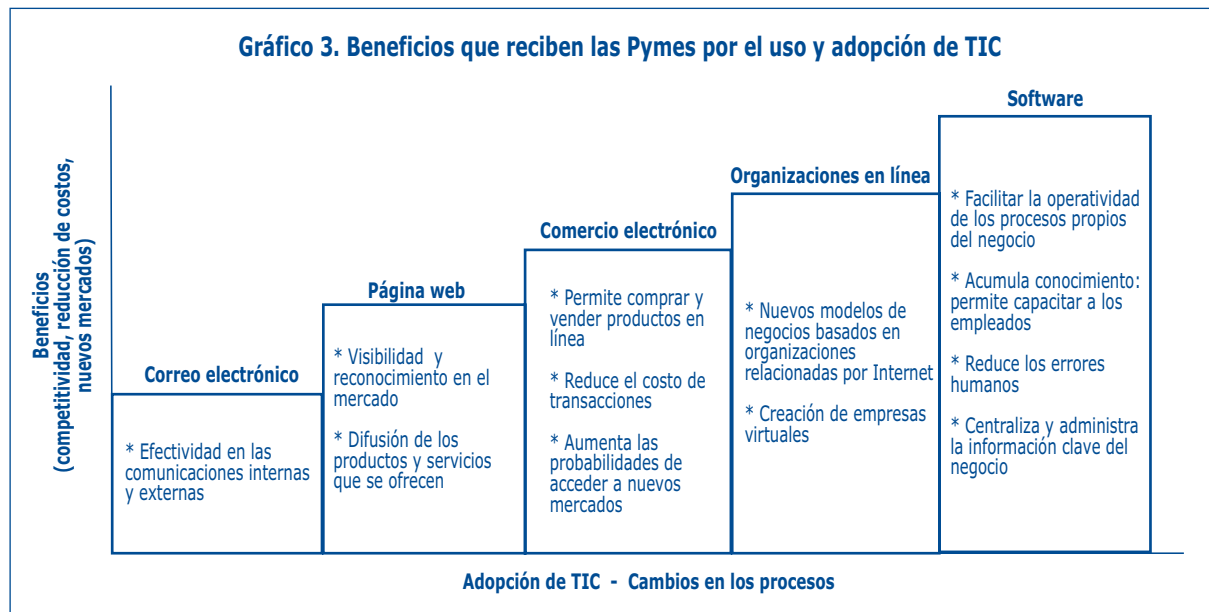 Gráfico 3. Beneficios que reciben las Pymes por el uso y adopción de TIC
Beneficios
(competitividad, reducción de costos,
nuevos mercados)
Correo electrónico
* Efectividad en las
comunicaciones internas
y externas
Página web
* Visibilidad y
reconocimiento en el
mercado
* Difusión de los
productos y servicios
que se ofrecen
Comercio electrónico
* Permite comprar y
vender productos en
línea
* Reduce el costo de
transacciones
* Aumenta las
probabilidades de
acceder a nuevos
mercados
Organizaciones en línea
* Nuevos modelos de
negocios basados en
organizaciones
relacionadas por Internet
* Creación de empresas
virtuales
Software
* Facilitar la operatividad
de los procesos propios
del negocio
* Acumula conocimiento:
permite capacitar a los
empleados
* Reduce los errores
humanos
* Centraliza y administra
la información clave del
negocio
Adopción de TIC - Cambios en los procesos